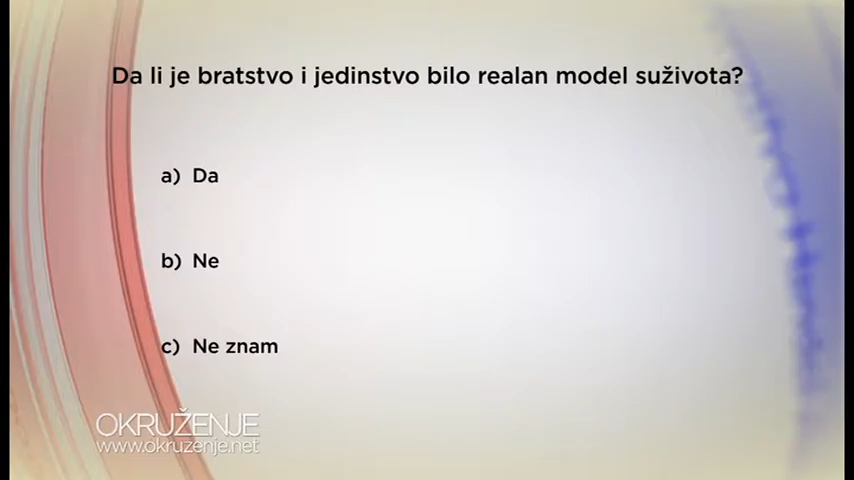 Da li je bratstvo i jedinstvo bilo realan model suživota?
a) Da
b) Ne
c) Ne znam
OKRUŽENJE
www.okruzenje.net